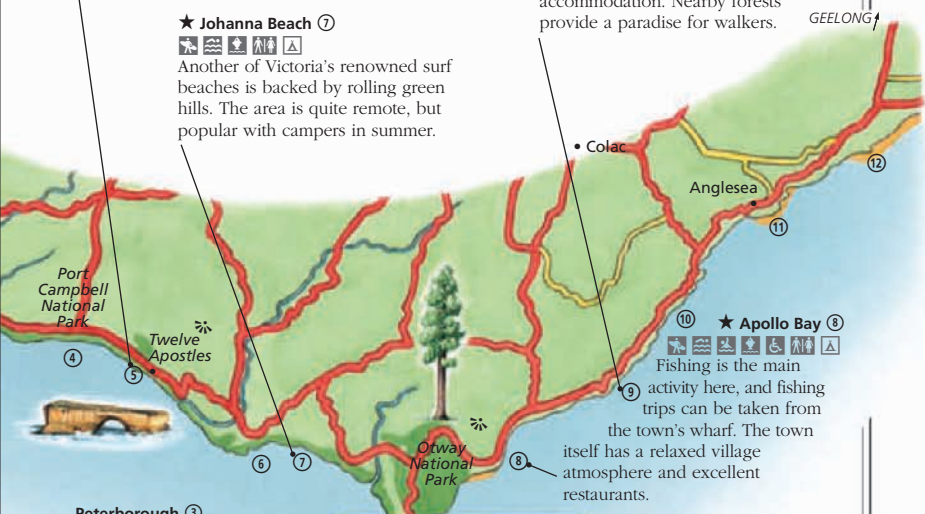 accommodation. Nearby forests
provide a paradise for walkers.
GEELONG
★ Johanna Beach ⑦
Another of Victoria's renowned surf
beaches is backed by rolling green
hills. The area is quite remote, but
popular with campers in summer.
Colac
Anglesea
⑫
⑪
Port
Campbell
National
Park
Twelve
Apostles
④
⑤
⑩
★ Apollo Bay ⑧
Fishing is the main
activity here, and fishing
trips can be taken from
the town's wharf. The town
itself has a relaxed village
atmosphere and excellent
restaurants.
⑨
⑥
⑦
Otway
National
Park
⑧
Peterborough ③